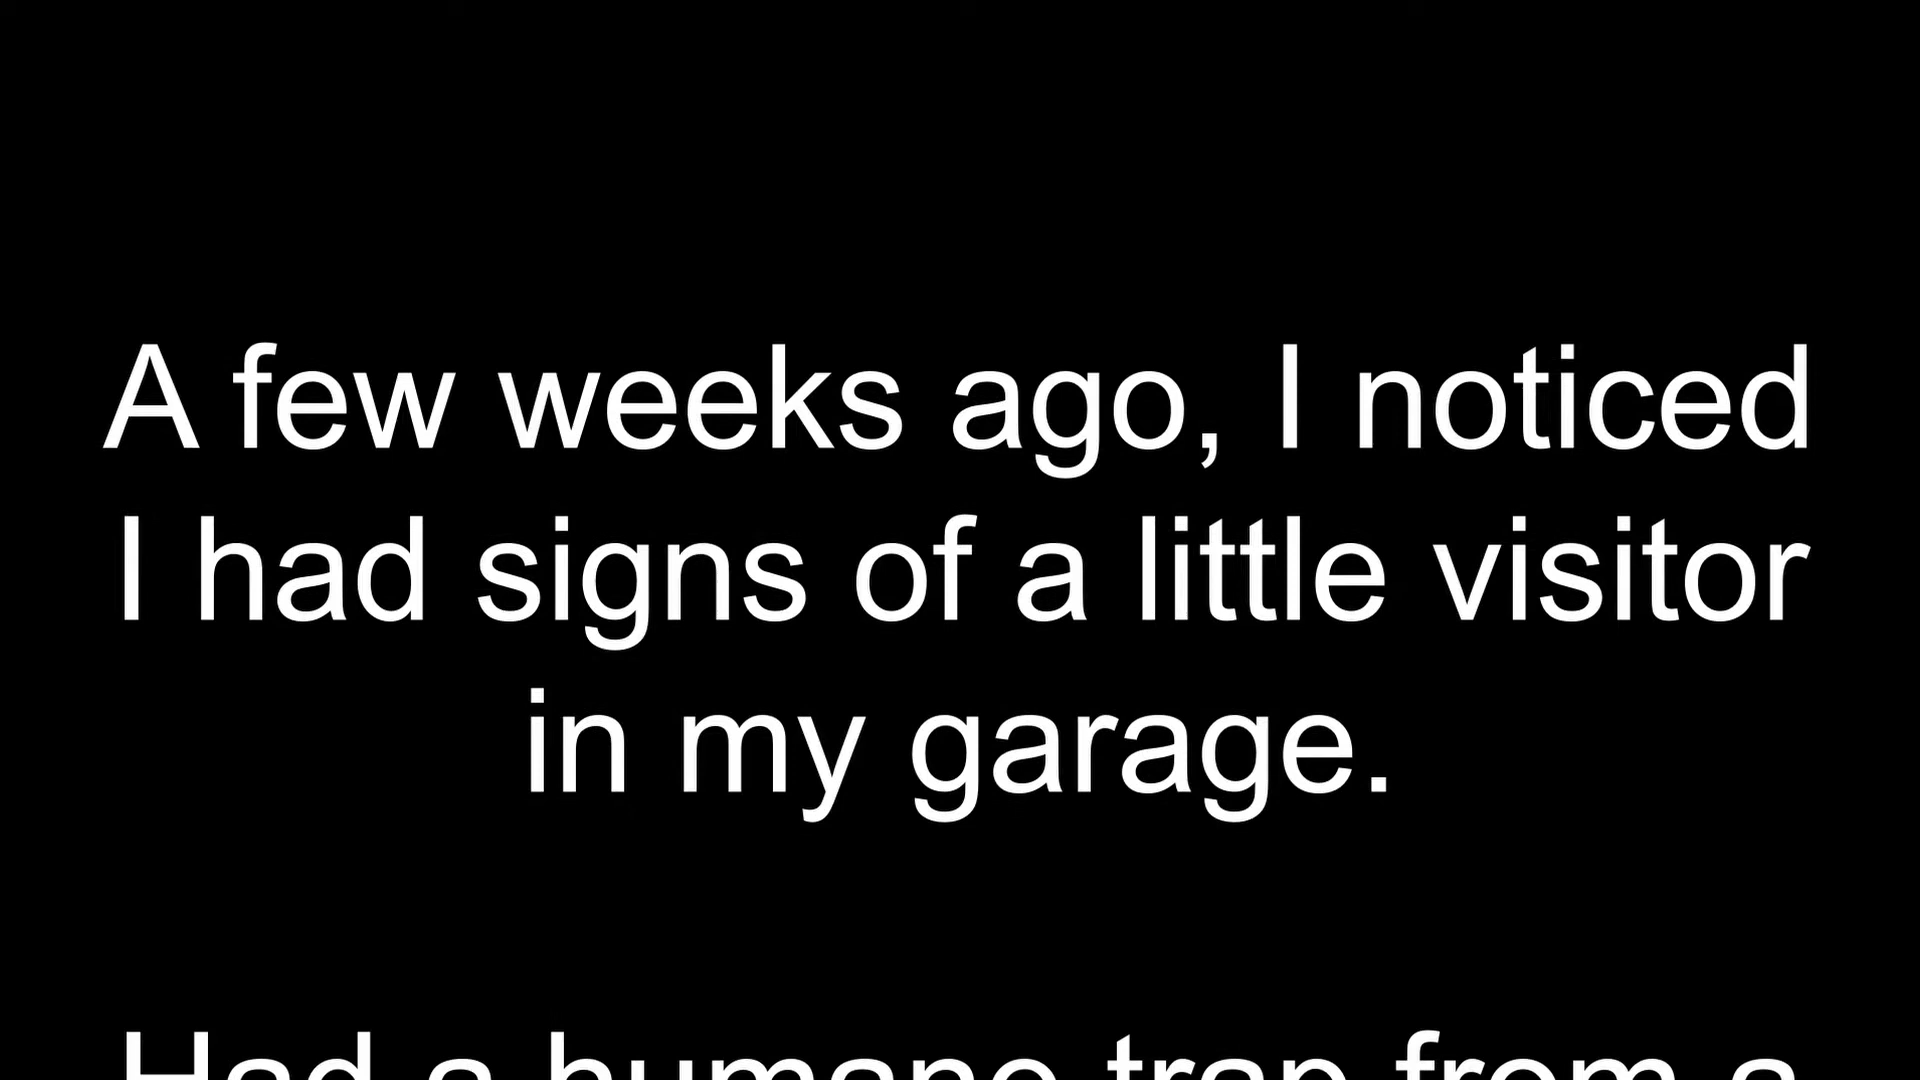 A few weeks ago, I noticed
I had signs of a little visitor
in my garage.
Had a humane trap from a